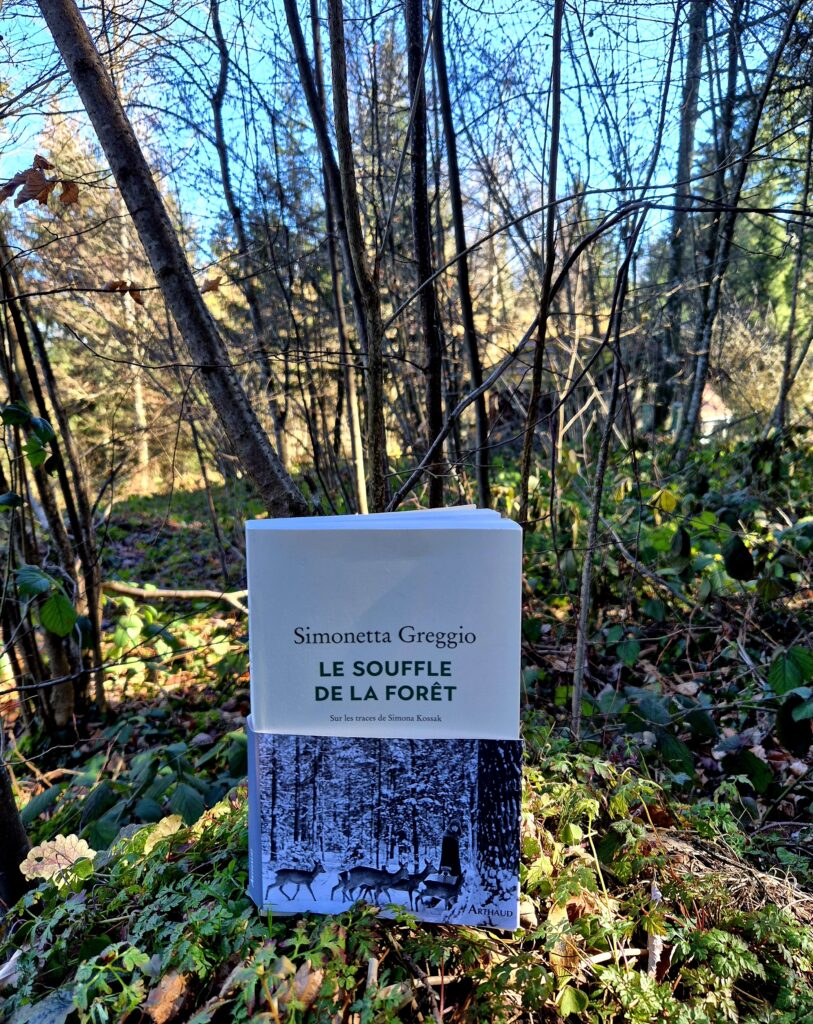 Simonetta Greggio
LE SOUFFLE
DE LA FORÊT
Sur les traces de Simona Kossak
ARTHAUD